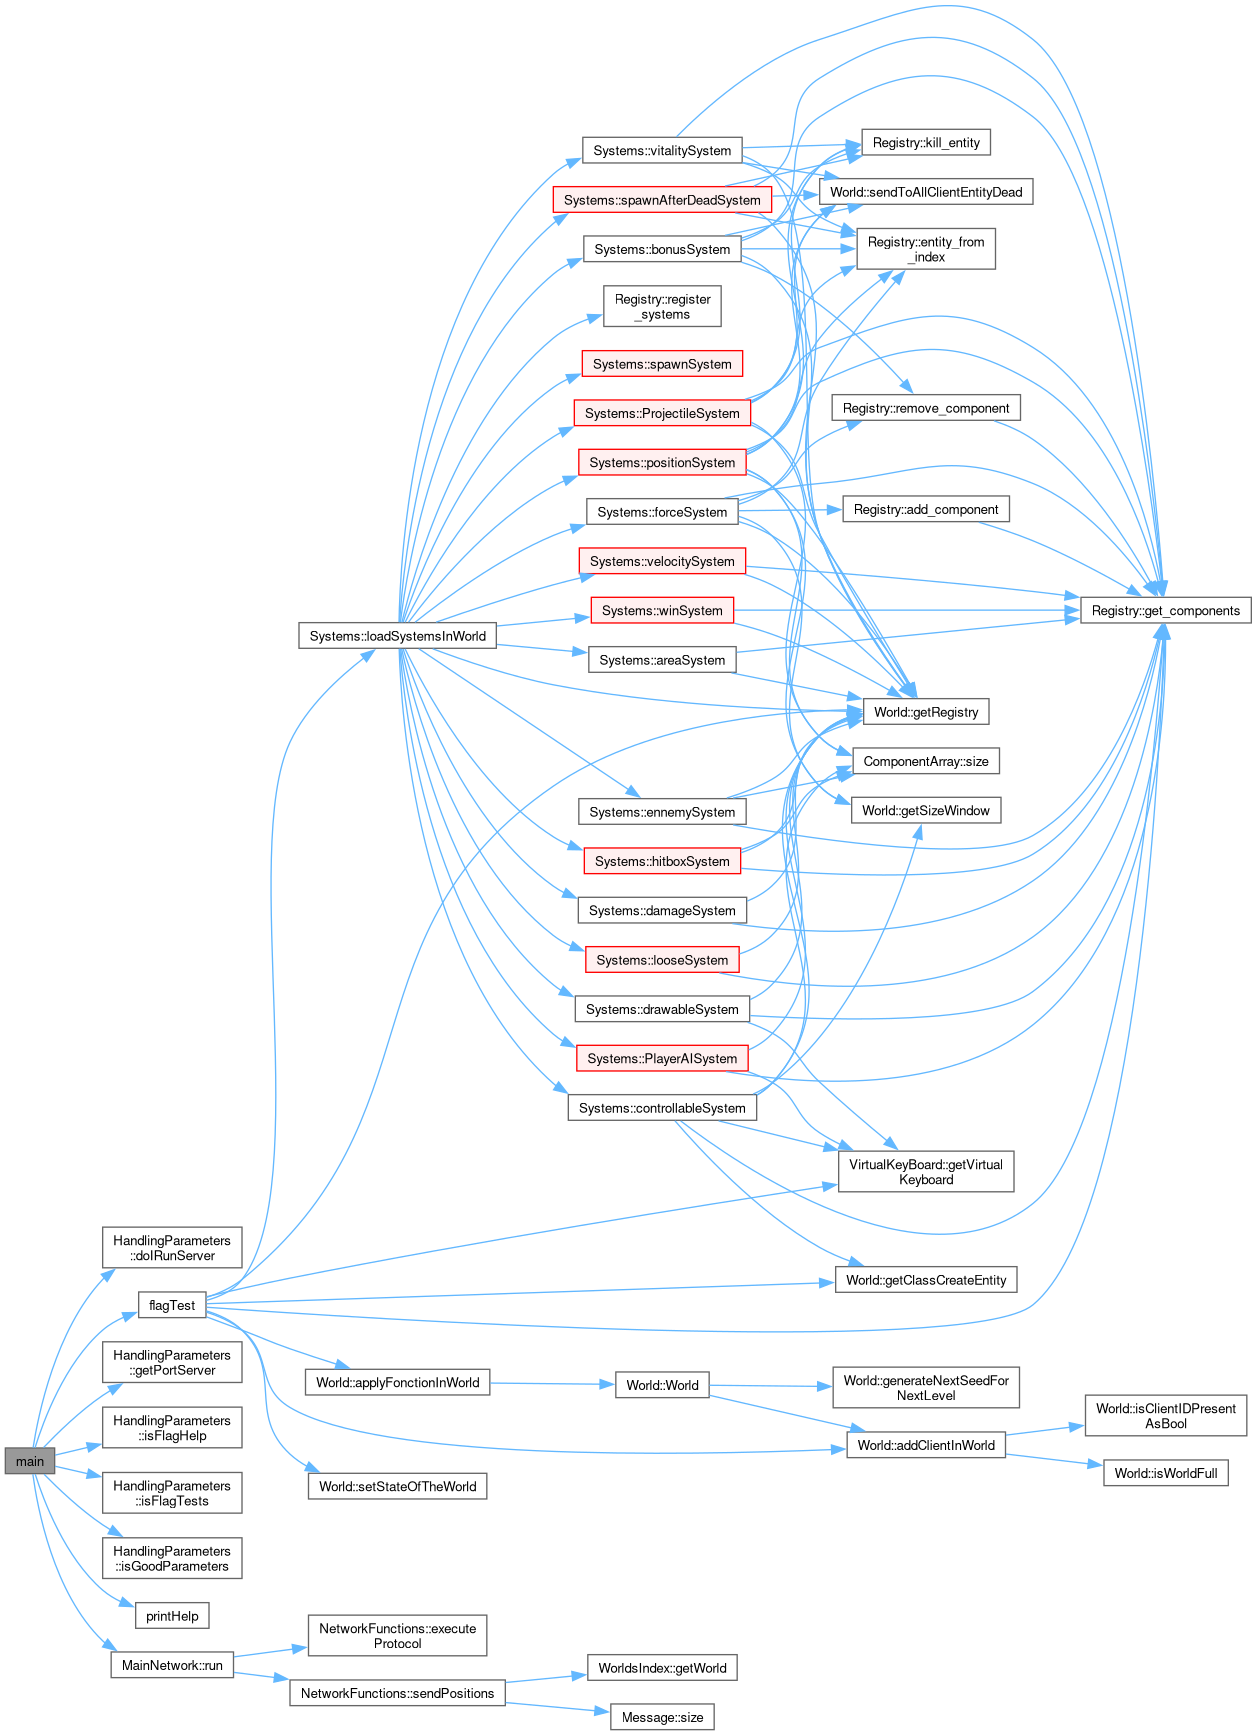 Systems::vitalitySystem
Registry::kill_entity
Systems::spawnAfterDeadSystem
World::sendToAllClientEntityDead
Systems::bonusSystem
Registry::entity_from
_index
Registry::register
_systems
Systems::spawnSystem
Systems::ProjectileSystem
Registry::remove_component
Systems::positionSystem
Systems::forceSystem
Registry::add_component
Systems::velocitySystem
Systems::winSystem
Registry::get_components
Systems::loadSystemsInWorld
Systems::areaSystem
World::getRegistry
ComponentArray::size
Systems::ennemySystem
World::getSizeWindow
Systems::hitboxSystem
Systems::damageSystem
Systems::looseSystem
Systems::drawableSystem
Systems::PlayerAISystem
Systems::controllableSystem
VirtualKeyBoard::getVirtual
Keyboard
HandlingParameters
::doIRunServer
World::getClassCreateEntity
flagTest
HandlingParameters
::getPortServer
World::applyFonctionInWorld
World::World
World::generateNextSeedFor
NextLevel
HandlingParameters
::isFlagHelp
World::isClientIDPresent
AsBool
World::addClientInWorld
main
World::isWorldFull
HandlingParameters
::isFlagTests
World::setStateOfTheWorld
HandlingParameters
::isGoodParameters
printHelp
NetworkFunctions::execute
Protocol
MainNetwork::run
WorldsIndex::getWorld
NetworkFunctions::sendPositions
Message::size